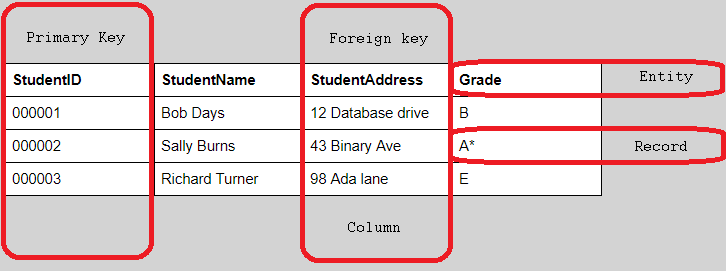 Primary Key Foreign key
StudentID StudentName StudentAddress Grade Entity
000001 Bob Days 12 Database drive B
000002 Sally Burns 43 Binary Ave A* Record
000003 Richard Turner 98 Ada lane E
Column